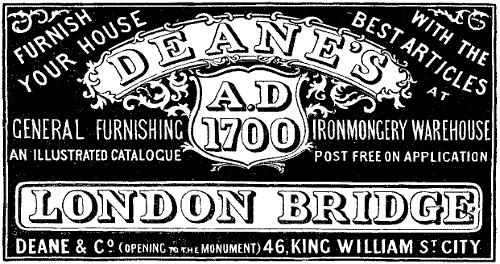 FURNISH
YOUR HOUSE
WITH THE
BEST ARTICLES
AT
DEANE'S
A.D
1700
GENERAL FURNISHING IRONMONGERY WAREHOUSE
AN ILLUSTRATED CATALOGUE POST FREE ON APPLICATION
LONDON BRIDGE
DEANE & Co. (OPENING TO THE MONUMENT) 46, KING WILLIAM ST. CITY